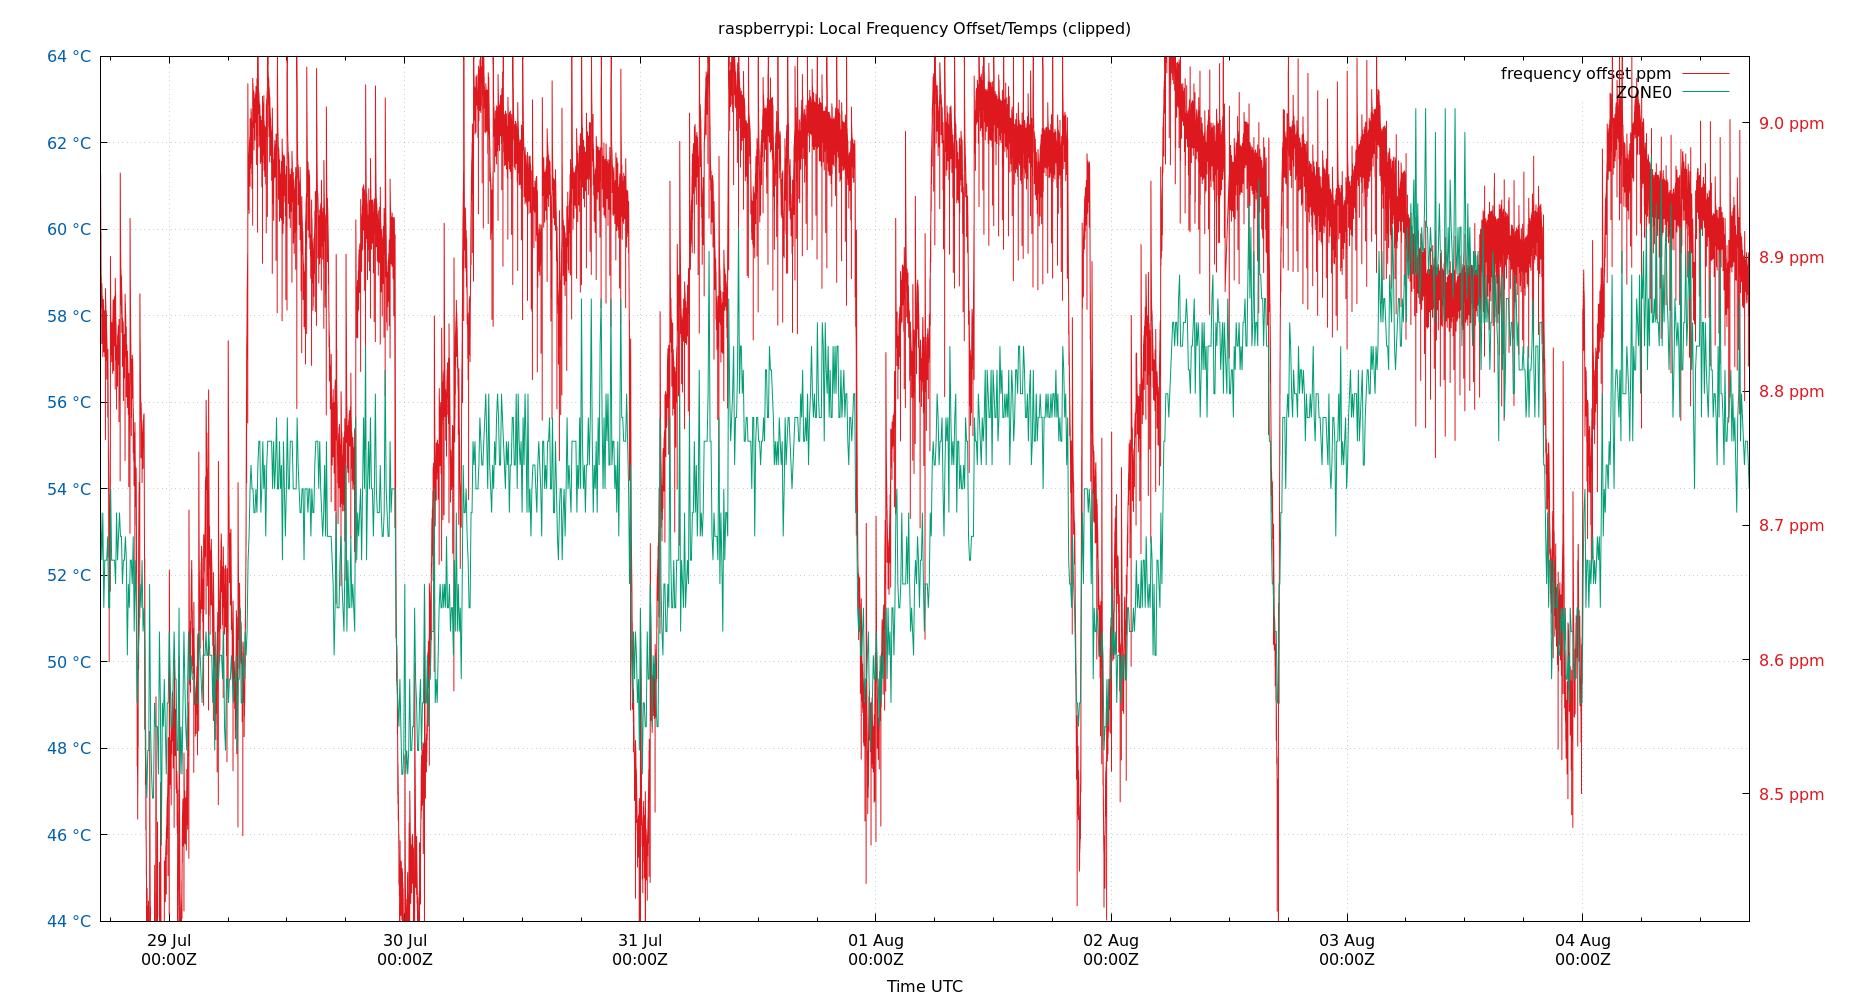 raspberrypi: Local Frequency Offset/Temps (clipped)
64 °C
62 °C
60 °C
58 °C
56 °C
54 °C
52 °C
50 °C
48 °C
46 °C
44 °C
frequency offset ppm
ZONE0
9.0 ppm
8.9 ppm
8.8 ppm
8.7 ppm
8.6 ppm
8.5 ppm
29 Jul
00:00Z
30 Jul
00:00Z
31 Jul
00:00Z
01 Aug
00:00Z
02 Aug
00:00Z
03 Aug
00:00Z
04 Aug
00:00Z
Time UTC